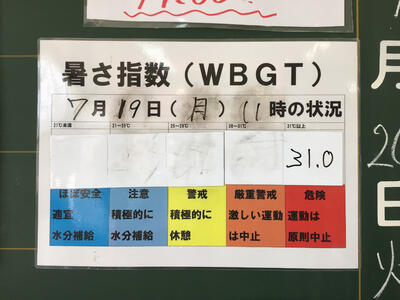 暑さ指数(WBGT)
7月19日(月)11時の状況
21℃未満 21~25℃ 25~28℃ 28~31℃ 31℃以上
31.0
ほぼ安全 注意 警戒 厳重警戒 危険
適宜 積極的に 積極的に 激しい運動 運動は
水分補給 水分補給 休憩 は中止 原則中止
月
日